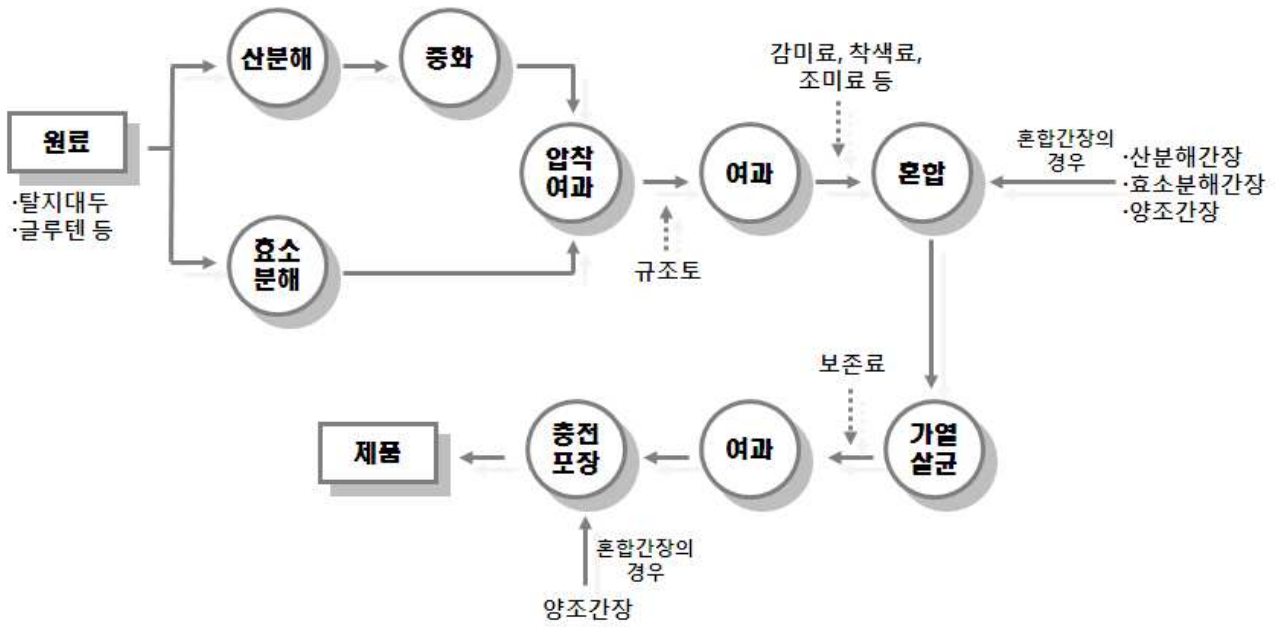 산분해
중화
감미료, 착색료,
조미료 등
원료
·탈지대두
·글루텐 등
효소
분해
압착
여과
규조토
여과
혼합
혼합간장의
경우
·산분해간장
·효소분해간장
·양조간장
가열
살균
보존료
여과
충전
포장
제품
혼합간장의
경우
양조간장